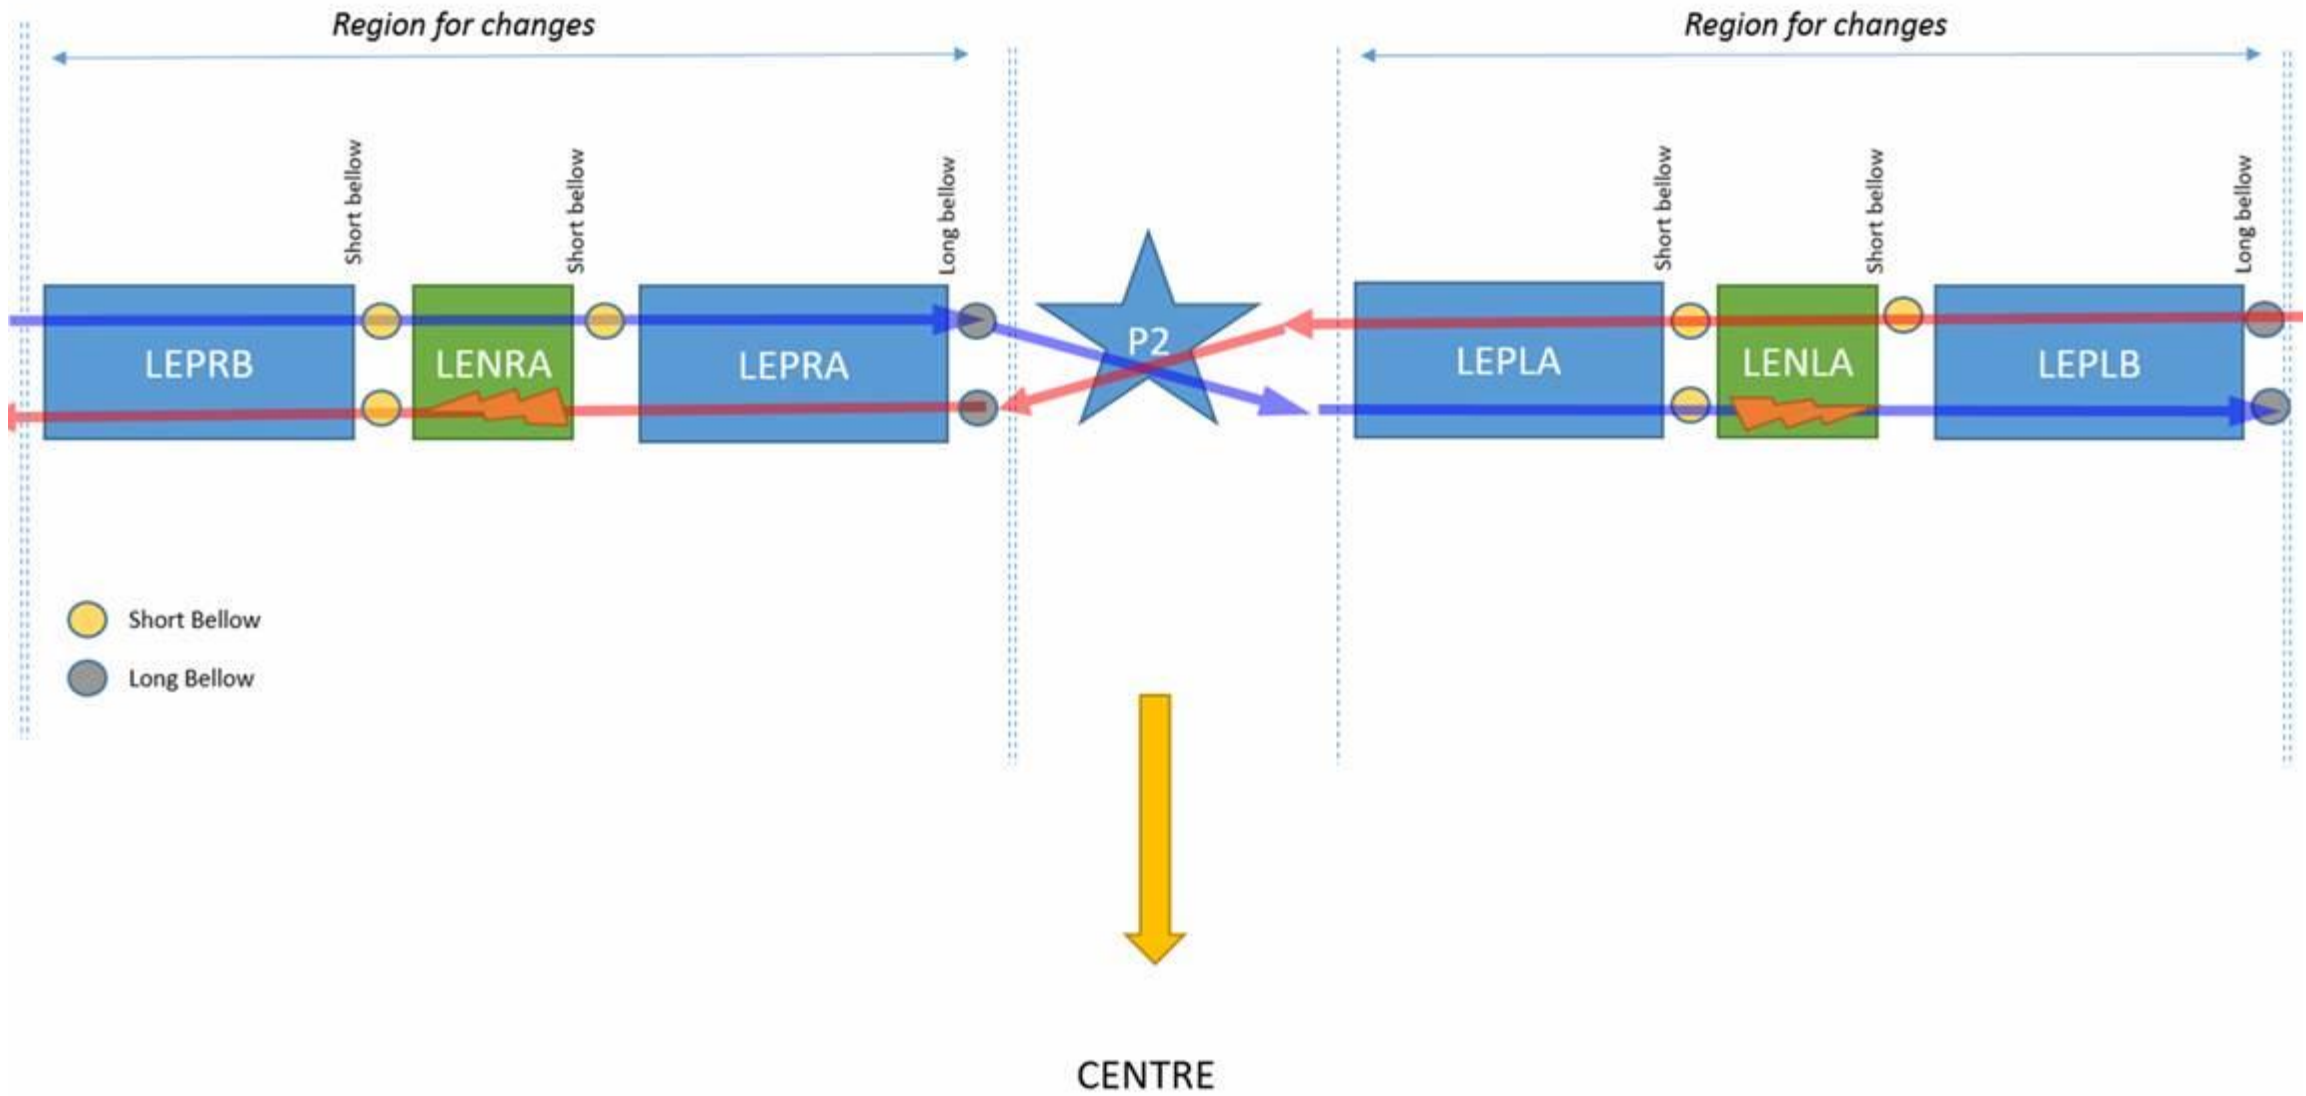 Region for changes
Region for changes
Short bellow
Short bellow
Long bellow
Short bellow
Short bellow
Long bellow
LEPRB
LENRA
LEPRA
P2
LEPLA
LENLA
LEPLB
Short Bellow
Long Bellow
CENTRE